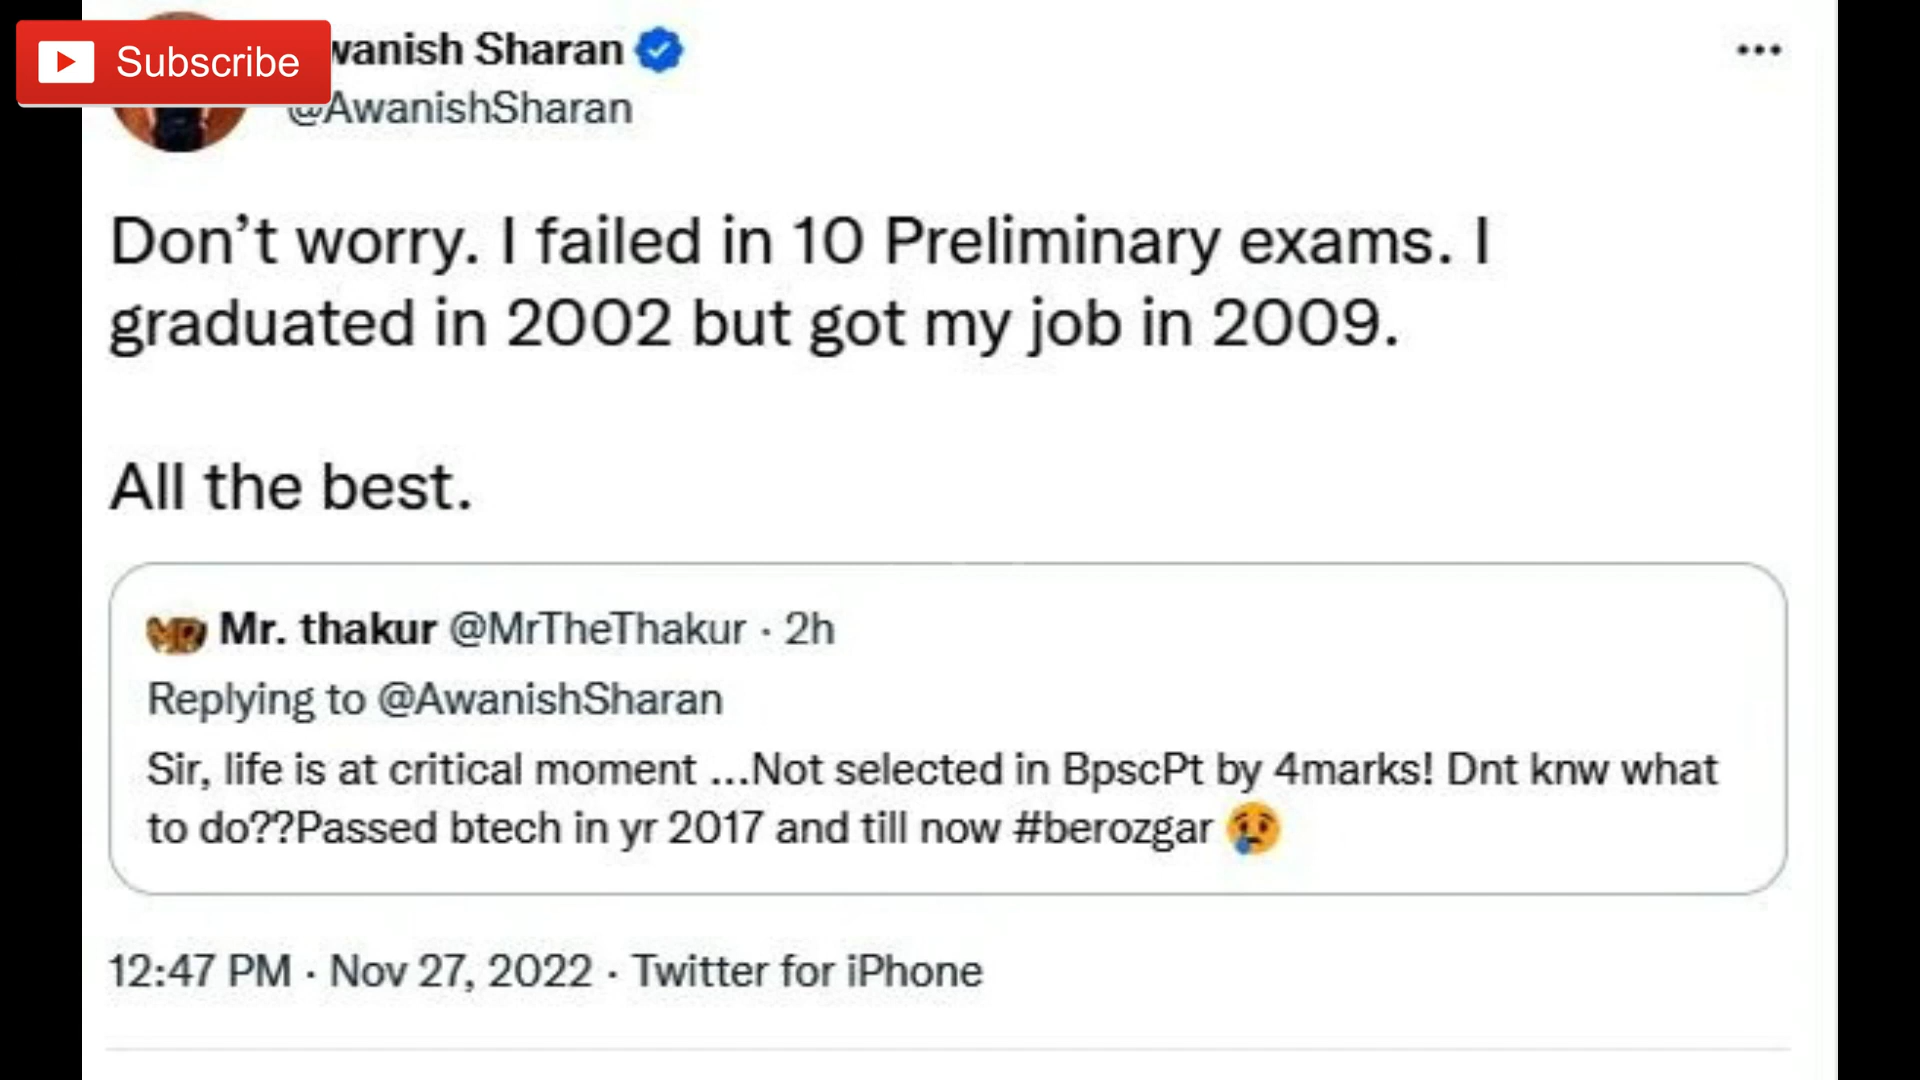 Subscribe
wanish Sharan
@AwanishSharan
Don’t worry. I failed in 10 Preliminary exams. I
graduated in 2002 but got my job in 2009.
All the best.
Mr. thakur @MrTheThakur · 2h
Replying to @AwanishSharan
Sir, life is at critical moment ...Not selected in BpscPt by 4marks! Dnt knw what
to do??Passed btech in yr 2017 and till now #berozgar 😢
12:47 PM · Nov 27, 2022 · Twitter for iPhone